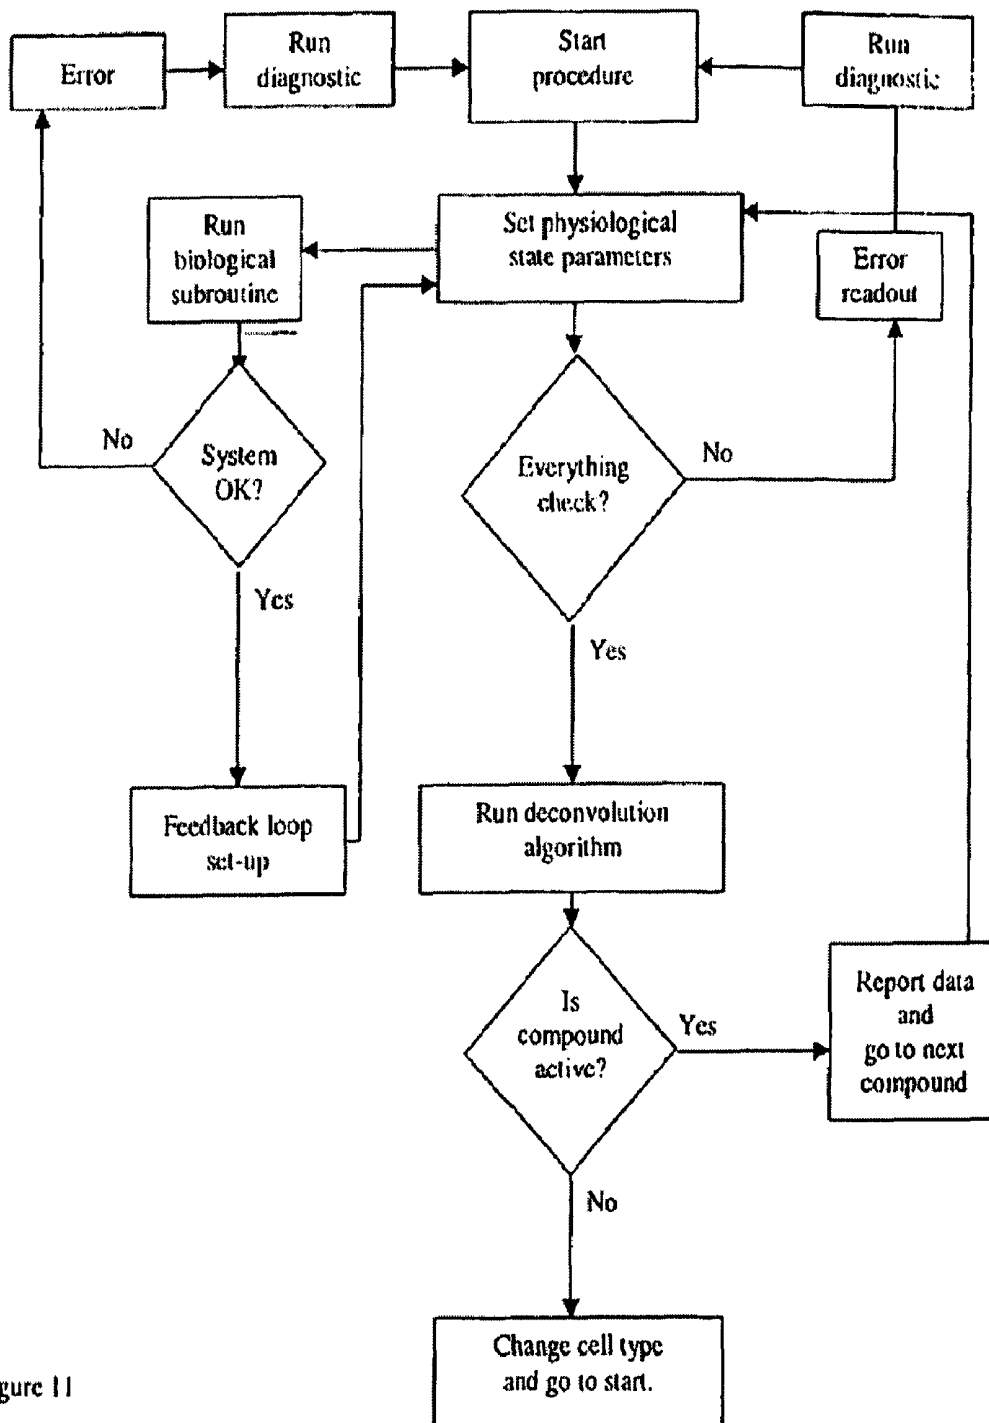 Error
Run
diagnostic
Start
procedure
Run
diagnostic
Run
biological
subroutine
Set physiological
state parameters
Error
readout
No
System
OK?
Everything
check?
No
Yes
Yes
Feedback loop
set-up
Run deconvolution
algorithm
Is
compound
active?
Yes
Report data
and
go to next
compound
No
Change cell type
and go to start.
gure 11